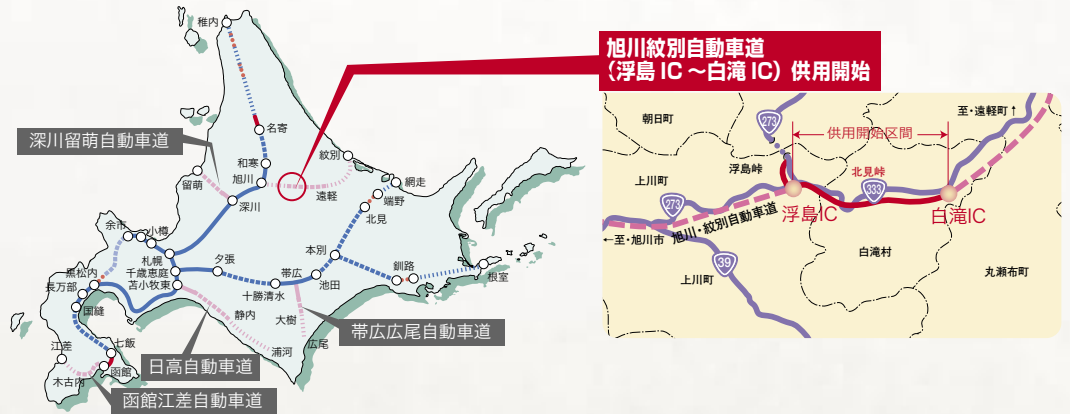 稚内
名寄
和寒
旭川
紋別
遠軽
網走
端野
北見
深川留萌自動車道
留萌
深川
余市
小樽
札幌
千歳恵庭
苫小牧東
黒松内
長万部
国縫
夕張
十勝清水
帯広
池田
本別
釧路
根室
静内
浦河
大樹
広尾
帯広広尾自動車道
日高自動車道
七飯
函館
江差
木古内
函館江差自動車道
旭川紋別自動車道
(浮島 IC ～白滝 IC) 供用開始
朝日町
273
供用開始区間
至・遠軽町↑
浮島峠
北見峠
上川町
273
333
浮島IC
白滝IC
旭川・紋別自動車道
←至・旭川市
39
上川町
白滝村
丸瀬布町